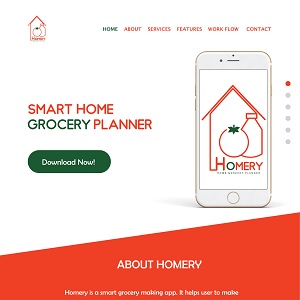 HOMERY
HOME ABOUT SERVICES FEATURES WORK FLOW CONTACT
SMART HOME
GROCERY PLANNER
Download Now!
HOMERY
HOME GROCERY PLANNER
ABOUT HOMERY
Homery is a smart grocery making app. It helps user to make